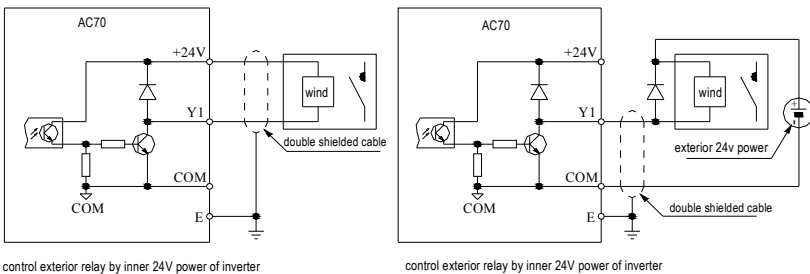 AC70
+24V
wind
Y1
double shielded cable
COM
COM
E
control exterior relay by inner 24V power of inverter
AC70
+24V
wind
Y1
exterior 24v power
COM
COM
double shielded cable
E
control exterior relay by inner 24V power of inverter